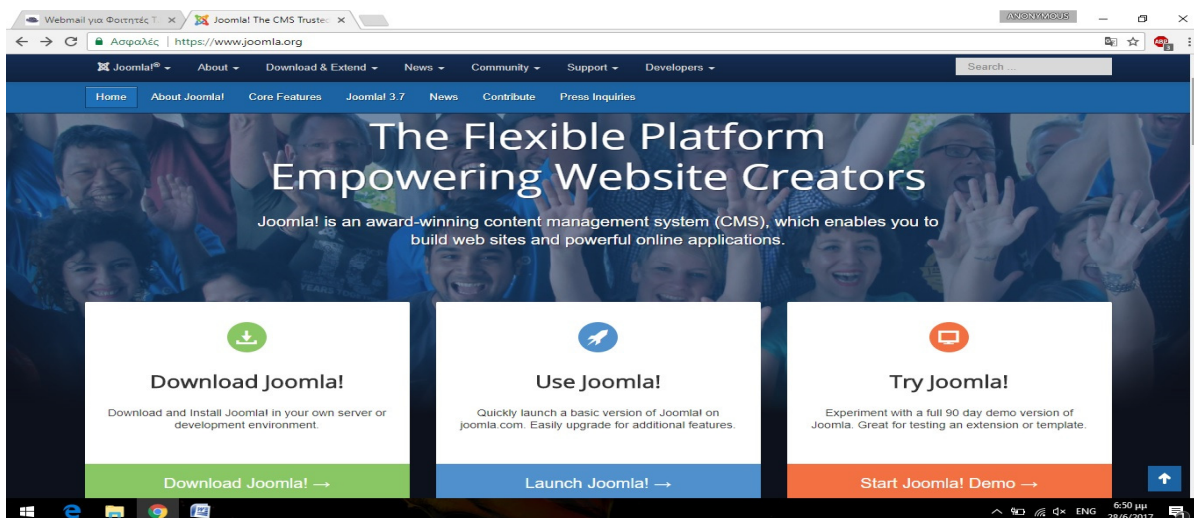 Webmail για Φοιτητές Τ
Joomla! The CMS Trusted
ANONYMOUS
Ασφαλές | https://www.joomla.org
ABP
3
Joomla!® About Download & Extend News Community Support Developers Search ...
Home About Joomla! Core Features Joomla! 3.7 News Contribute Press Inquiries
The Flexible Platform
Empowering Website Creators
Joomla! is an award-winning content management system (CMS), which enables you to
build web sites and powerful online applications.
Download Joomla!
Download and Install Joomla! in your own server or
development environment.
Download Joomla! →
Use Joomla!
Quickly launch a basic version of Joomla! on
joomla.com. Easily upgrade for additional features.
Launch Joomla! →
Try Joomla!
Experiment with a full 90 day demo version of
Joomla. Great for testing an extension or template.
Start Joomla! Demo →
ENG
6:50 μμ
28/6/2017